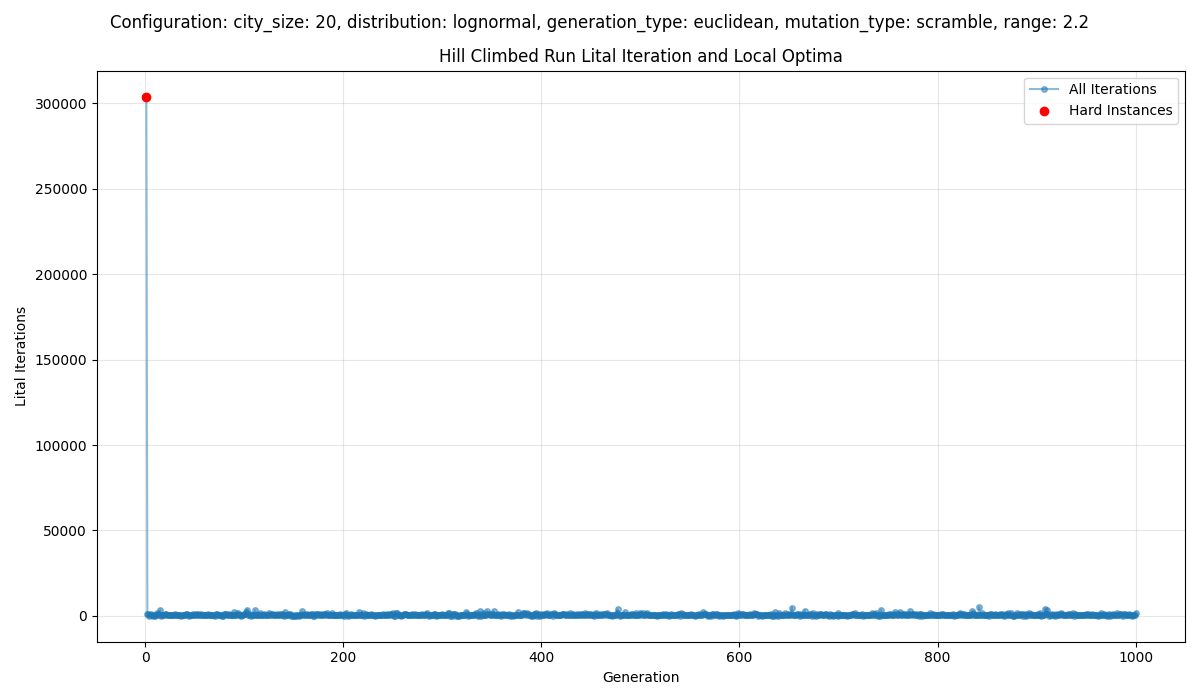 Configuration: city_size: 20, distribution: lognormal, generation_type: euclidean, mutation_type: scramble, range: 2.2
Hill Climbed Run Lital Iteration and Local Optima
All Iterations
Hard Instances
300000
250000
200000
150000
100000
50000
0
Lital Iterations
0 200 400 600 800 1000
Generation